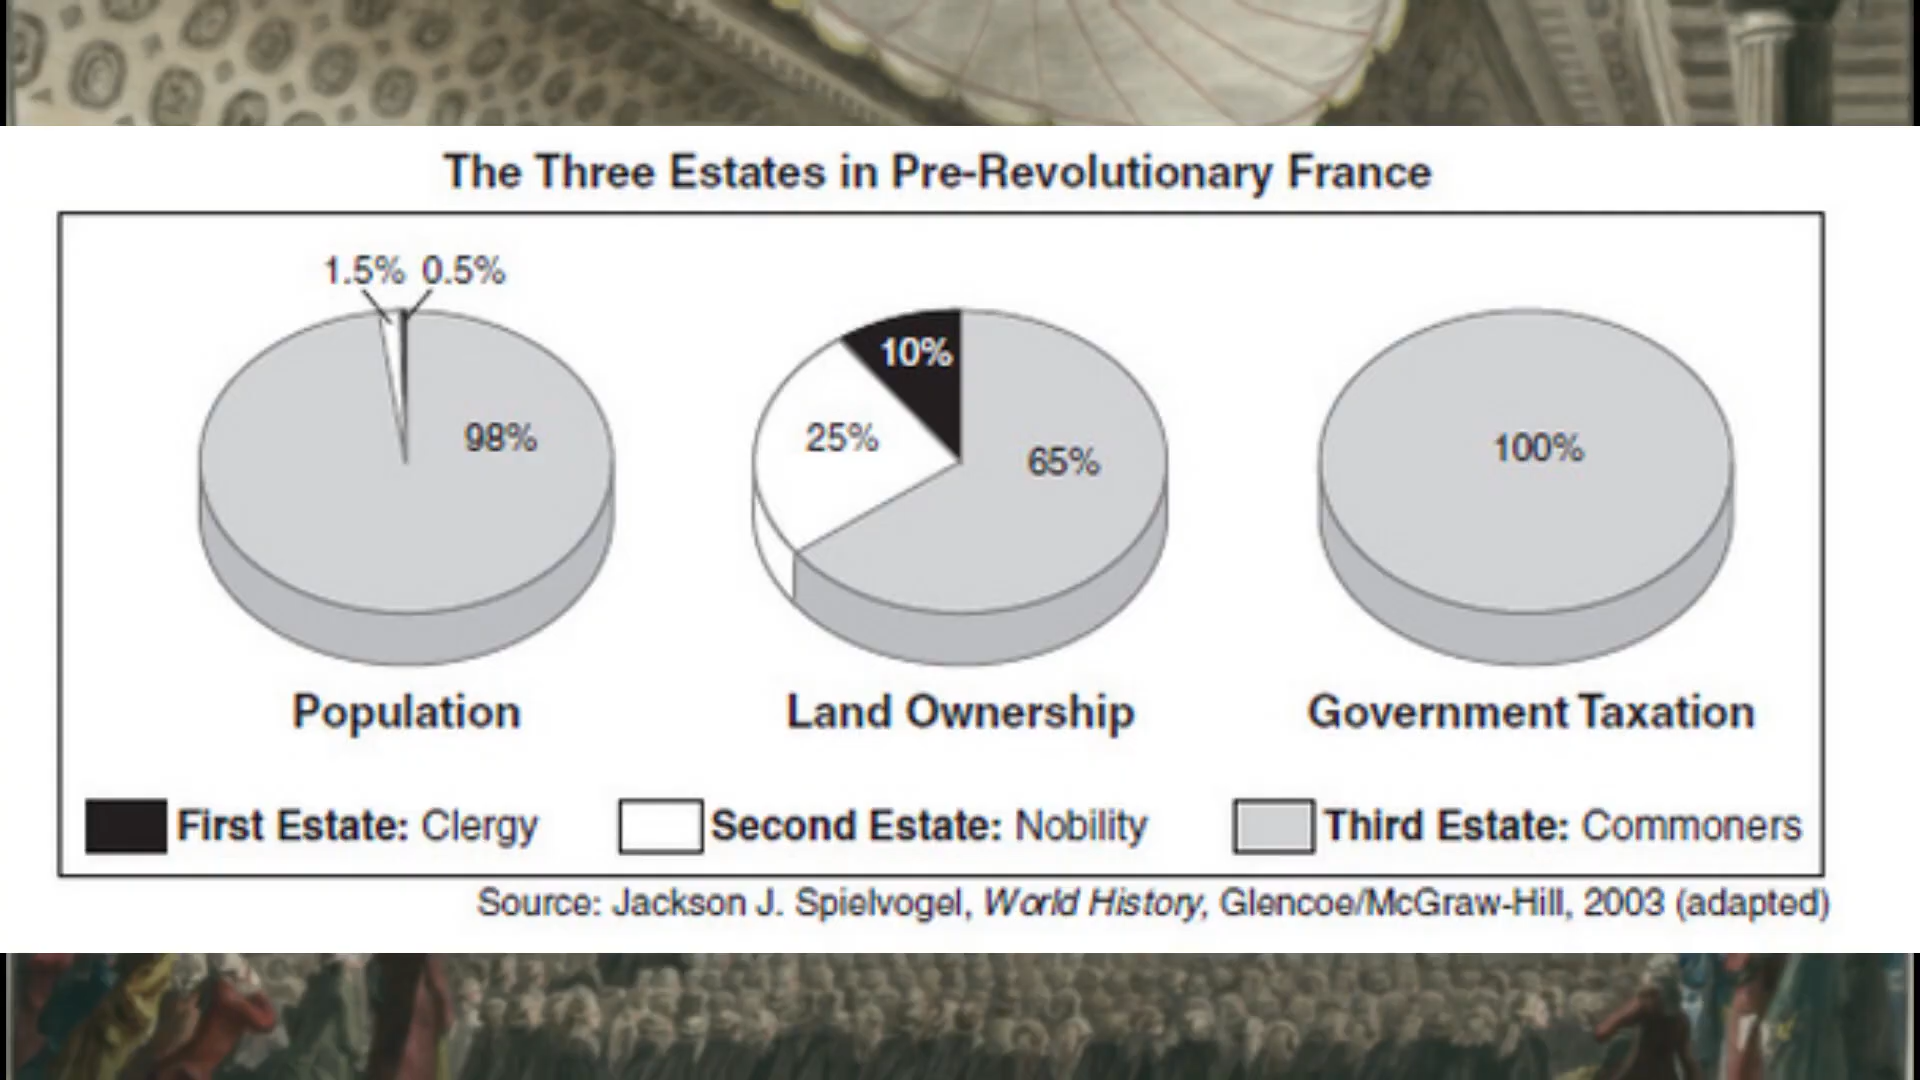 The Three Estates in Pre-Revolutionary France
1.5% 0.5%
98%
10%
25%
65%
100%
Population
Land Ownership
Government Taxation
First Estate: Clergy
Second Estate: Nobility
Third Estate: Commoners
Source: Jackson J. Spielvogel, World History, Glencoe/McGraw-Hill, 2003 (adapted)